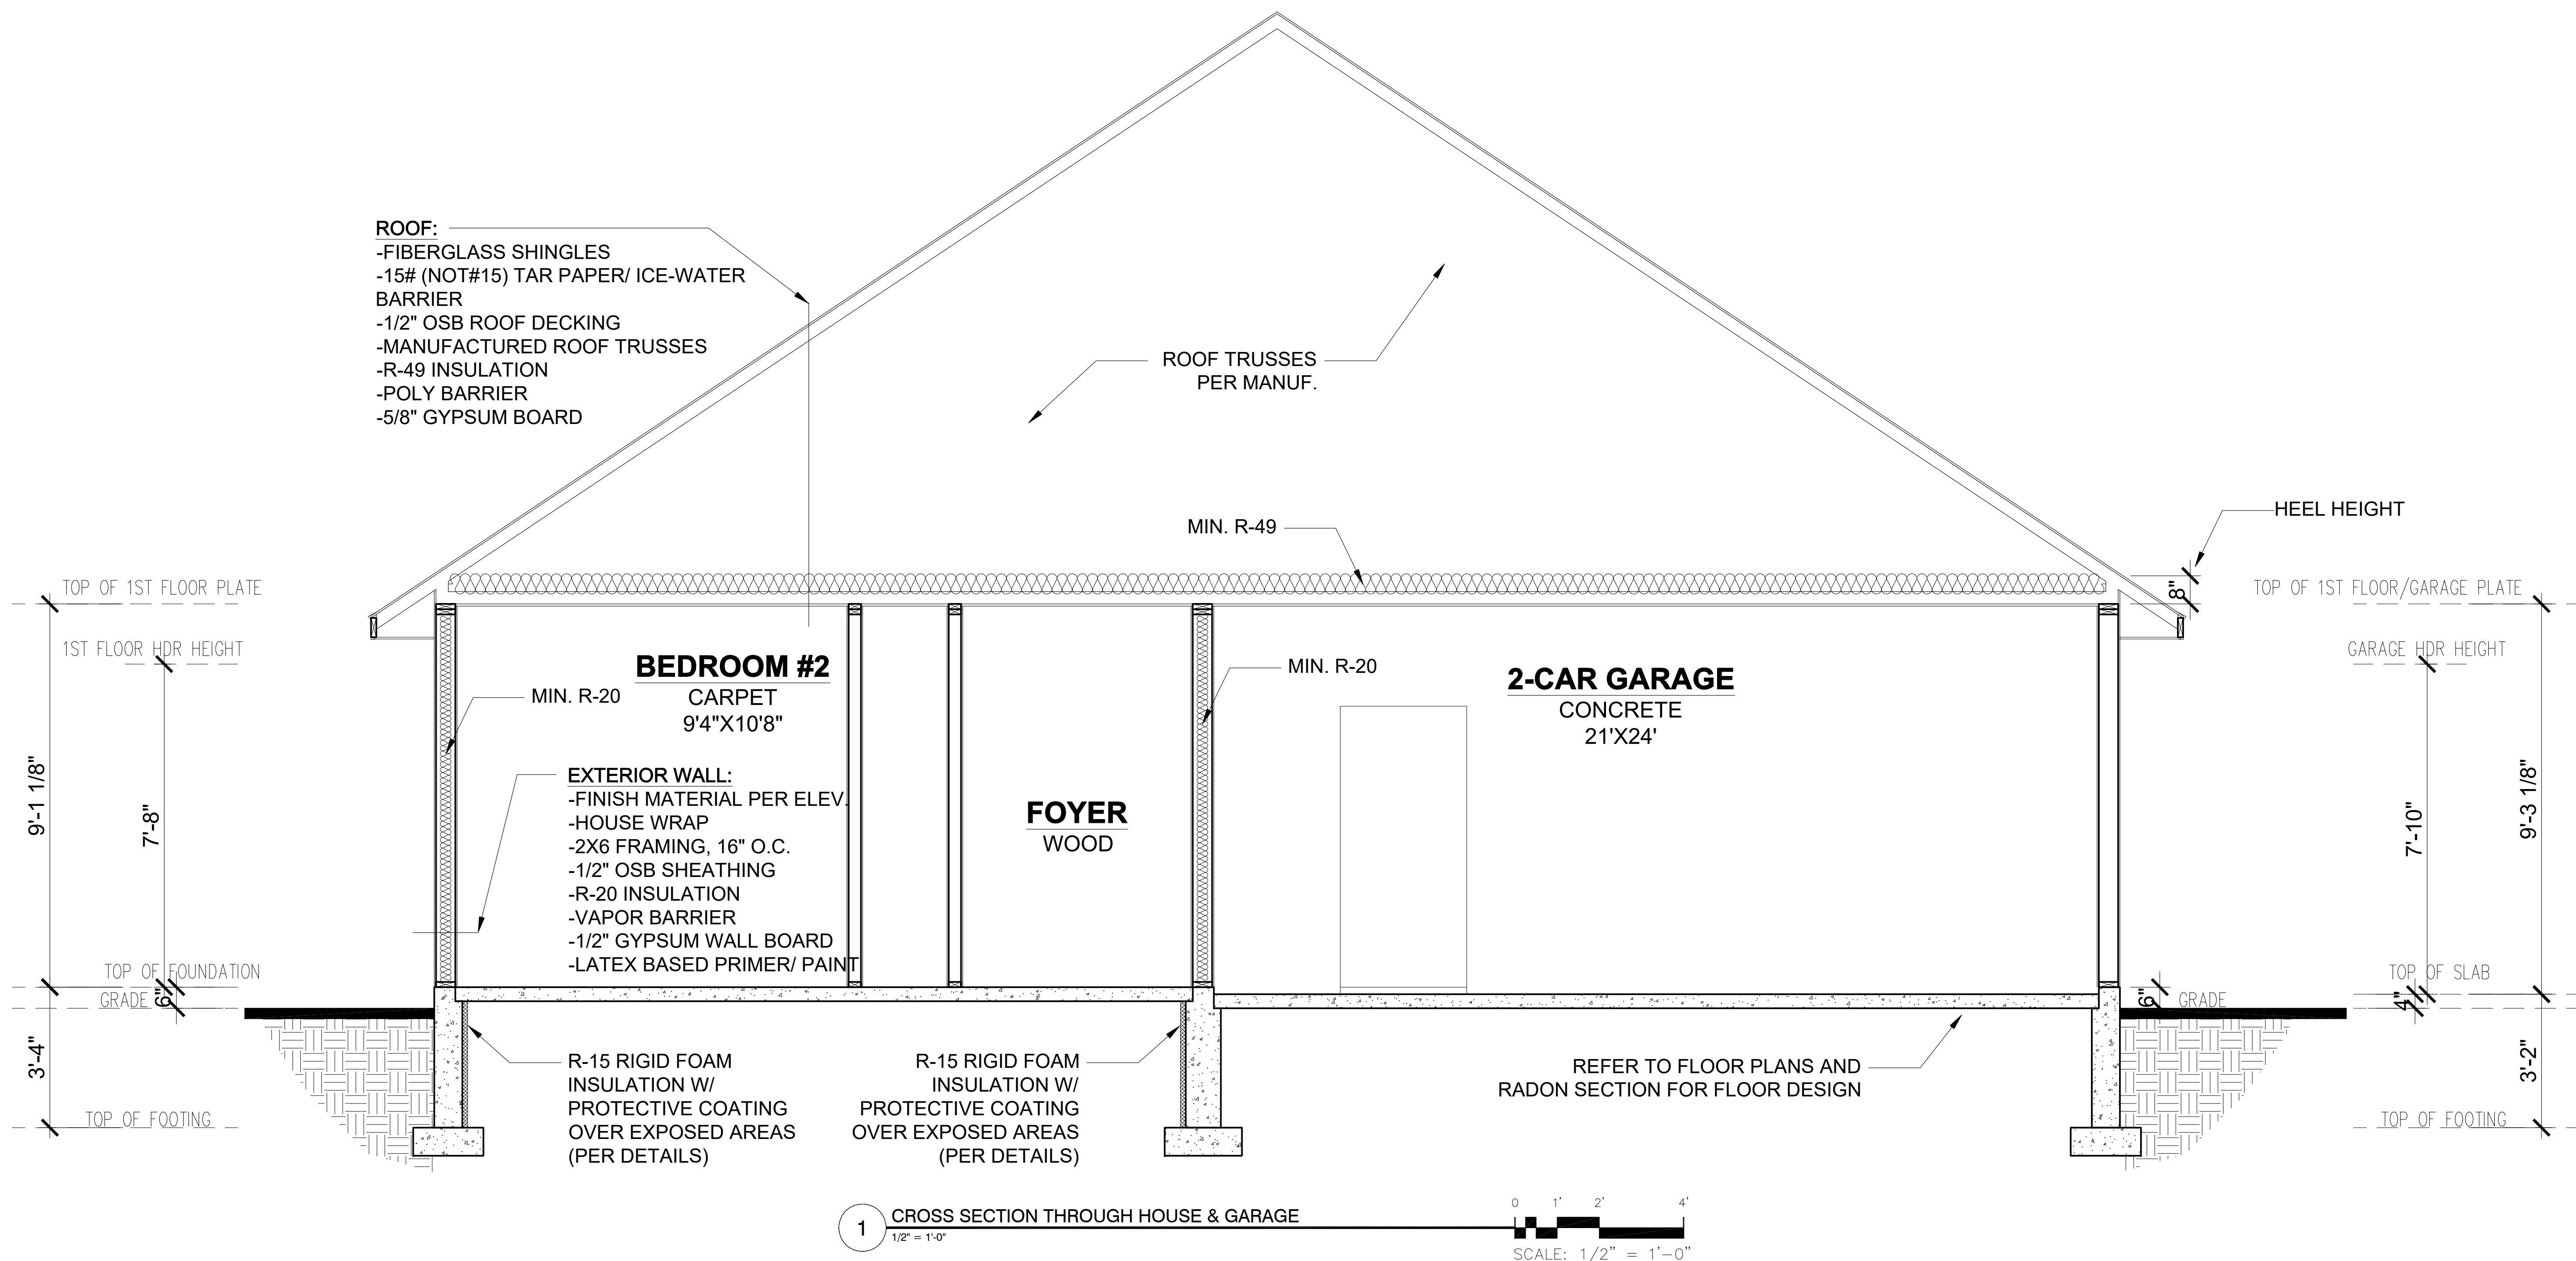 ROOF:
-FIBERGLASS SHINGLES
-15# (NOT#15) TAR PAPER/ ICE-WATER
BARRIER
-1/2" OSB ROOF DECKING
-MANUFACTURED ROOF TRUSSES
-R-49 INSULATION
-POLY BARRIER
-5/8" GYPSUM BOARD
ROOF TRUSSES
PER MANUF.
MIN. R-49
HEEL HEIGHT
8"
TOP OF 1ST FLOOR PLATE
1ST FLOOR HDR HEIGHT
9'-1 1/8"
7'-8"
TOP OF FOUNDATION
GRADE
6"
3'-4"
TOP OF FOOTING
MIN. R-20
BEDROOM #2
CARPET
9'4"X10'8"
EXTERIOR WALL:
-FINISH MATERIAL PER ELEV.
-HOUSE WRAP
-2X6 FRAMING, 16" O.C.
-1/2" OSB SHEATHING
-R-20 INSULATION
-VAPOR BARRIER
-1/2" GYPSUM WALL BOARD
-LATEX BASED PRIMER/ PAINT
FOYER
WOOD
MIN. R-20
2-CAR GARAGE
CONCRETE
21'X24'
TOP OF 1ST FLOOR/GARAGE PLATE
GARAGE HDR HEIGHT
7'-10"
9'-3 1/8"
TOP OF SLAB
6"
GRADE
4"
3'-2"
TOP OF FOOTING
R-15 RIGID FOAM
INSULATION W/
PROTECTIVE COATING
OVER EXPOSED AREAS
(PER DETAILS)
R-15 RIGID FOAM
INSULATION W/
PROTECTIVE COATING
OVER EXPOSED AREAS
(PER DETAILS)
REFER TO FLOOR PLANS AND
RADON SECTION FOR FLOOR DESIGN
1
CROSS SECTION THROUGH HOUSE & GARAGE
1/2" = 1'-0"
0 1' 2' 4'
SCALE: 1/2" = 1'-0"